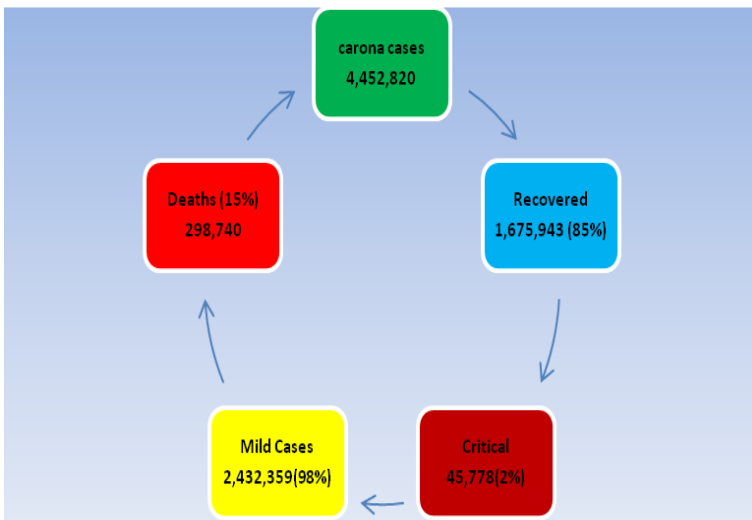 carona cases
4,452,820
Deaths (15%)
298,740
Recovered
1,675,943 (85%)
Mild Cases
2,432,359(98%)
Critical
45,778(2%)